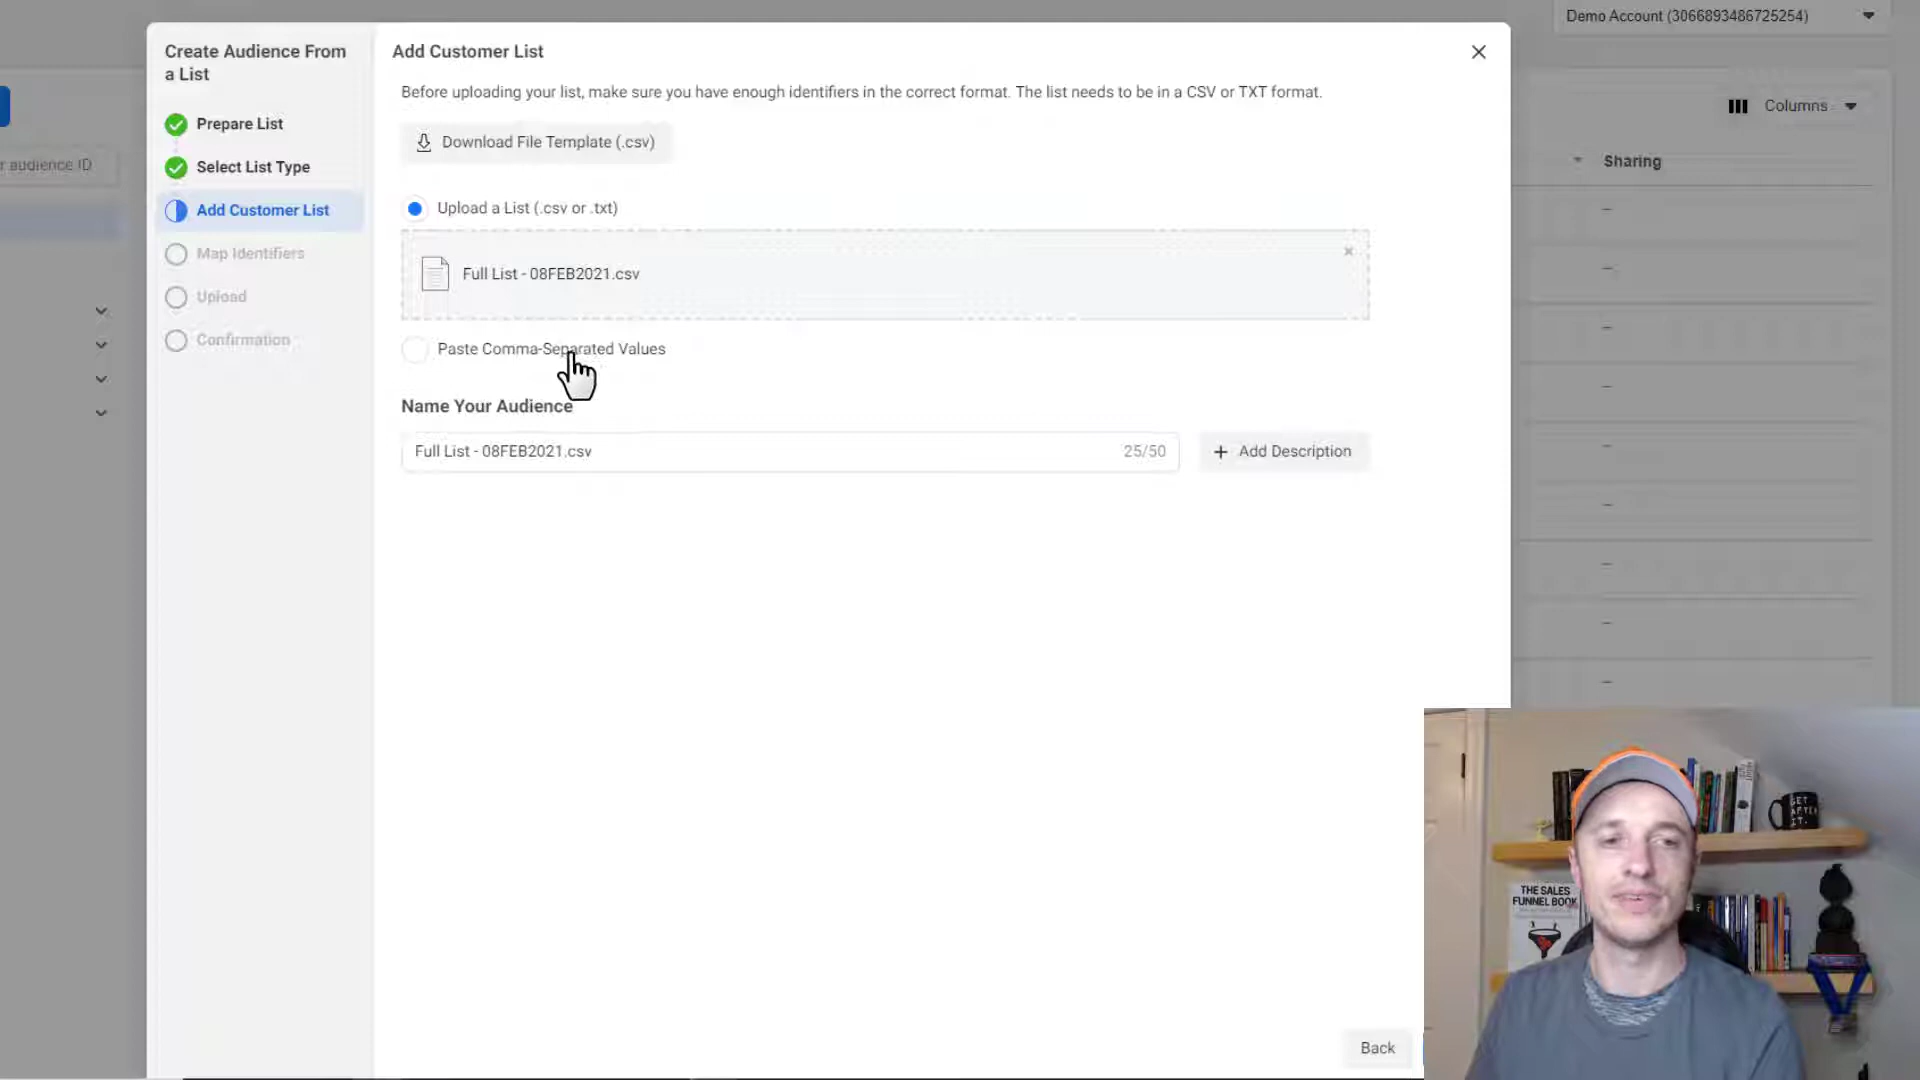 Demo Account (3066893486725254)
Create Audience From
a List
Add Customer List
Before uploading your list, make sure you have enough identifiers in the correct format. The list needs to be in a CSV or TXT format.
Prepare List
Download File Template (.csv)
Columns
r audience ID
Select List Type
Sharing
Add Customer List
Upload a List (.csv or .txt)
Map Identifiers
Full List - 08FEB2021.csv
Upload
Confirmation
Paste Comma-Separated Values
Name Your Audience
Full List - 08FEB2021.csv
25/50
+ Add Description
GET
AFTER
IT.
THE SALES
FUNNEL BOOK
Back